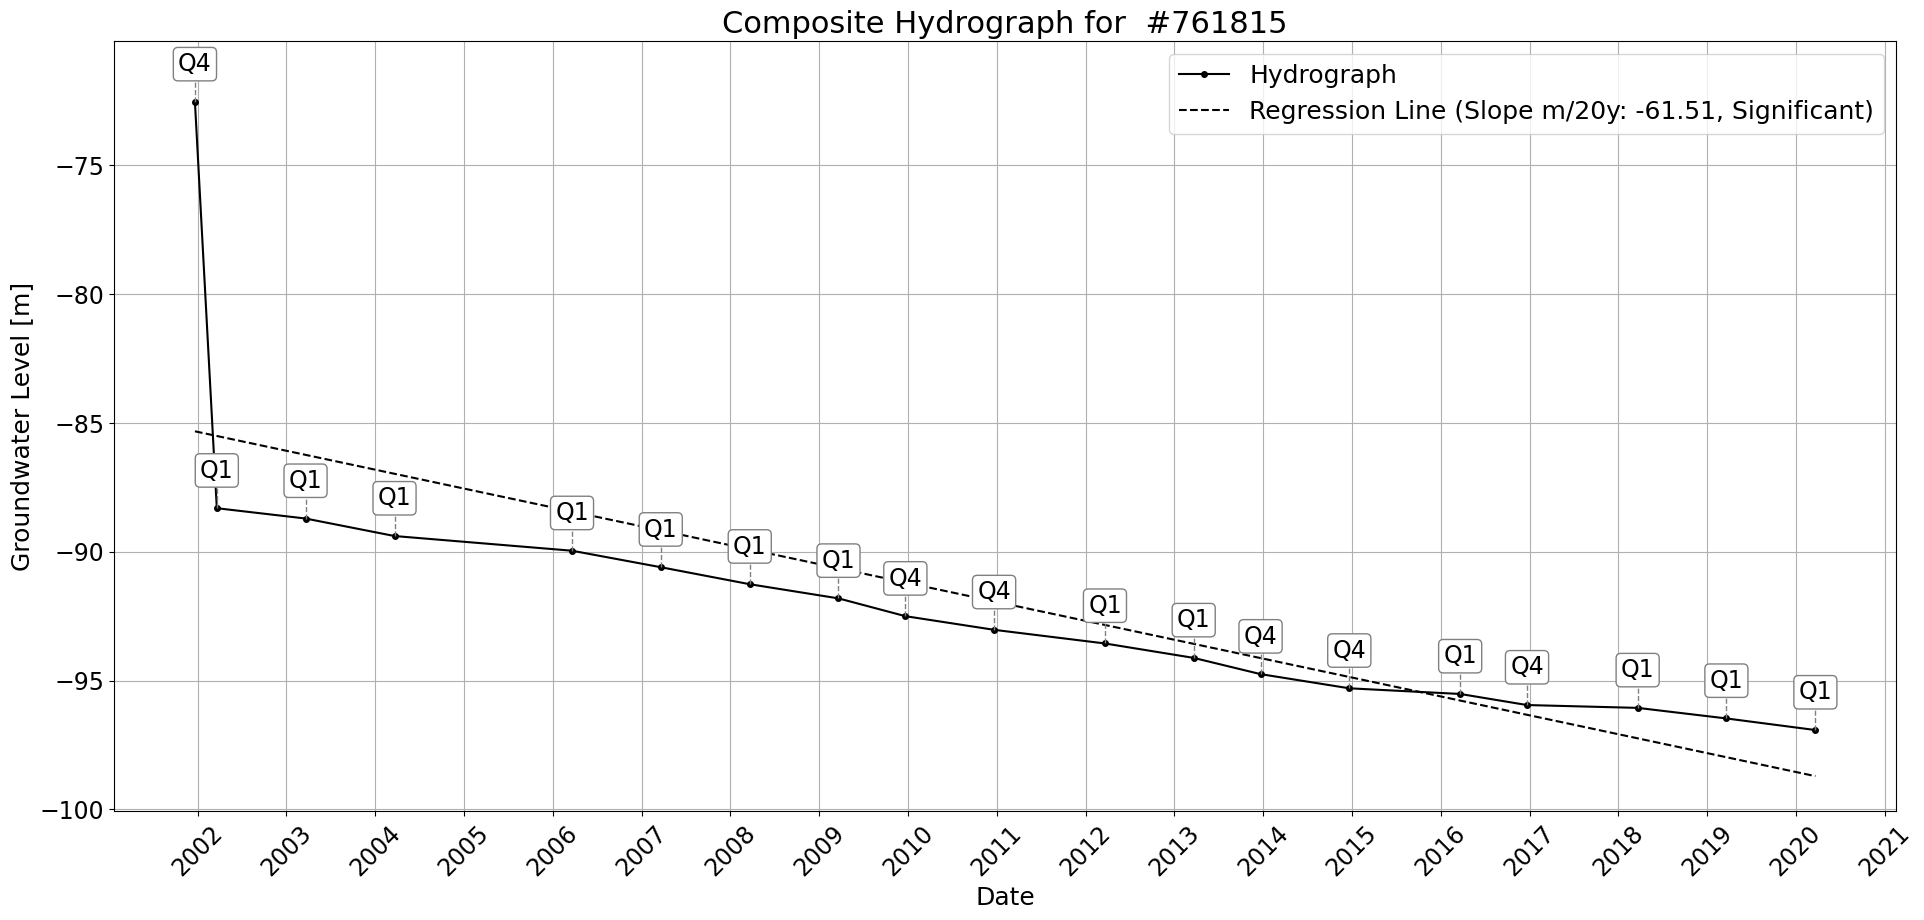 Composite Hydrograph for  #761815
Hydrograph
Regression Line (Slope m/20y: -61.51, Significant)
Groundwater Level [m]
−75
−80
−85
−90
−95
−100
Q4
Q1
Q1
Q1
Q1
Q1
Q1
Q1
Q4
Q4
Q1
Q1
Q4
Q4
Q1
Q4
Q1
Q1
Q1
2002
2003
2004
2005
2006
2007
2008
2009
2010
2011
2012
2013
2014
2015
2016
2017
2018
2019
2020
2021
Date